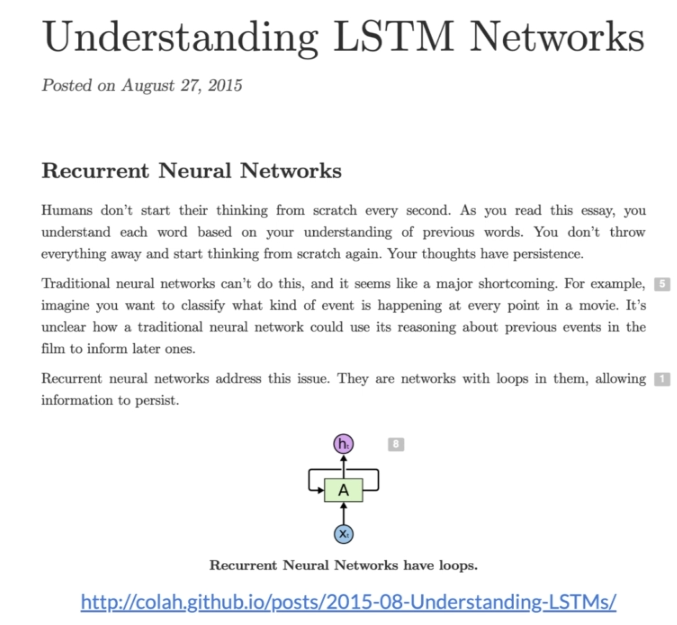 Understanding LSTM Networks
Posted on August 27, 2015
Recurrent Neural Networks
Humans don't start their thinking from scratch every second. As you read this essay, you
understand each word based on your understanding of previous words. You don't throw
everything away and start thinking from scratch again. Your thoughts have persistence.
Traditional neural networks can't do this, and it seems like a major shortcoming. For example, 5
imagine you want to classify what kind of event is happening at every point in a movie. It's
unclear how a traditional neural network could use its reasoning about previous events in the
film to inform later ones.
Recurrent neural networks address this issue. They are networks with loops in them, allowing 1
information to persist.
hₜ 8
A
Xₜ
Recurrent Neural Networks have loops.
http://colah.github.io/posts/2015-08-Understanding-LSTMs/